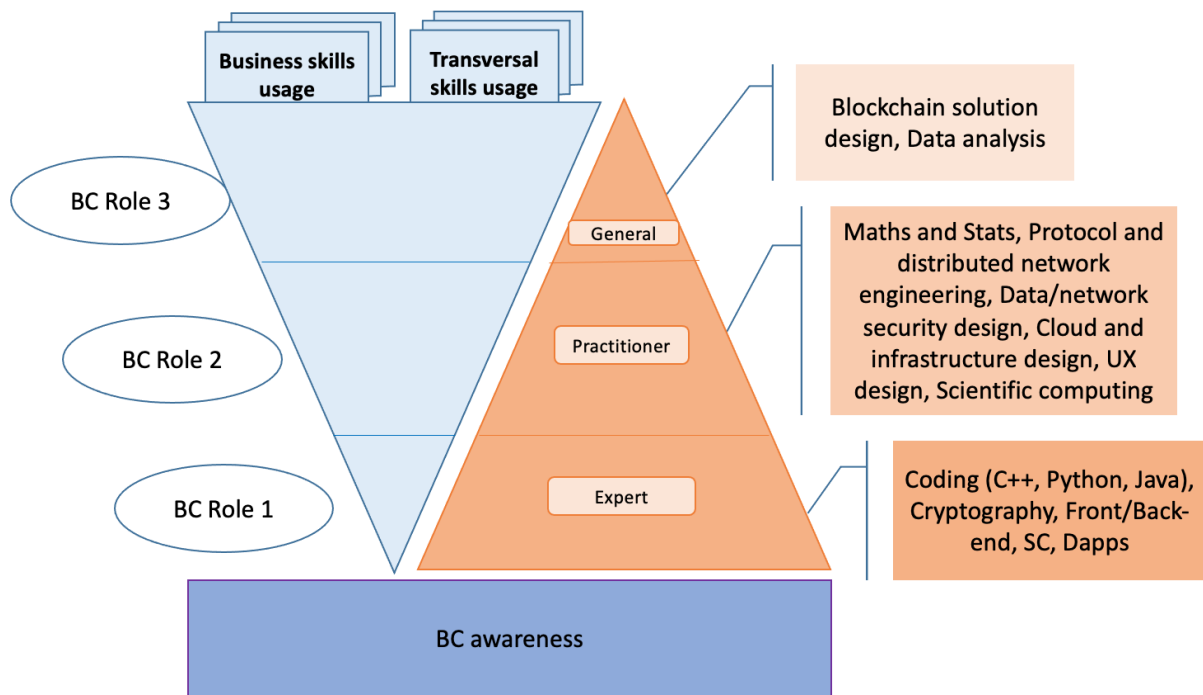 Business skills
usage
Transversal
skills usage
Blockchain solution
design, Data analysis
BC Role 3
General
Maths and Stats, Protocol and
distributed network
engineering, Data/network
security design, Cloud and
infrastructure design, UX
design, Scientific computing
BC Role 2
Practitioner
BC Role 1
Expert
Coding (C++, Python, Java),
Cryptography, Front/Back-
end, SC, Dapps
BC awareness